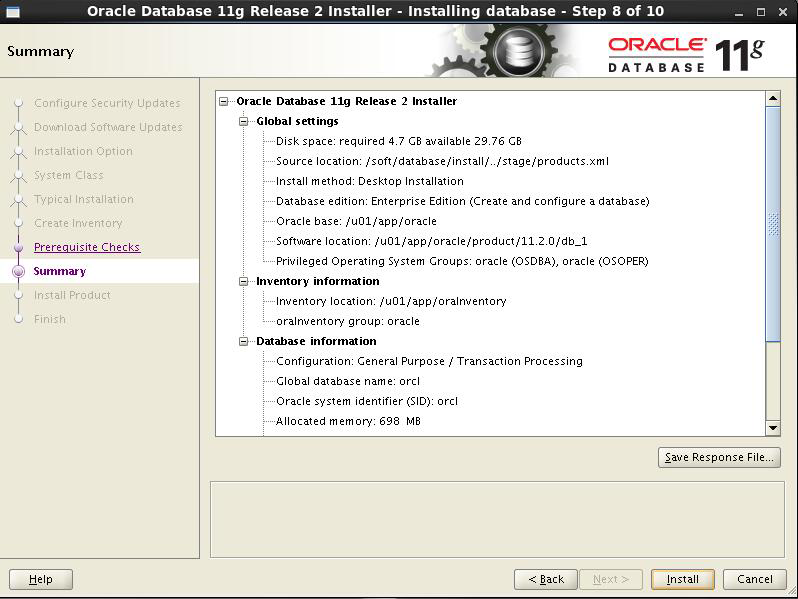 Oracle Database 11g Release 2 Installer - Installing database - Step 8 of 10
Summary
ORACLE
DATABASE
11g
Configure Security Updates
Download Software Updates
Installation Option
System Class
Typical Installation
Create Inventory
Prerequisite Checks
Summary
Install Product
Finish
Oracle Database 11g Release 2 Installer
Global settings
Disk space: required 4.7 GB available 29.76 GB
Source location: /soft/database/install/../stage/products.xml
Install method: Desktop Installation
Database edition: Enterprise Edition (Create and configure a database)
Oracle base: /u01/app/oracle
Software location: /u01/app/oracle/product/11.2.0/db_1
Privileged Operating System Groups: oracle (OSDBA), oracle (OSOPER)
Inventory information
Inventory location: /u01/app/oraInventory
oraInventory group: oracle
Database information
Configuration: General Purpose / Transaction Processing
Global database name: orcl
Oracle system identifier (SID): orcl
Allocated memory: 698 MB
Save Response File...
Help
< Back
Next >
Install
Cancel